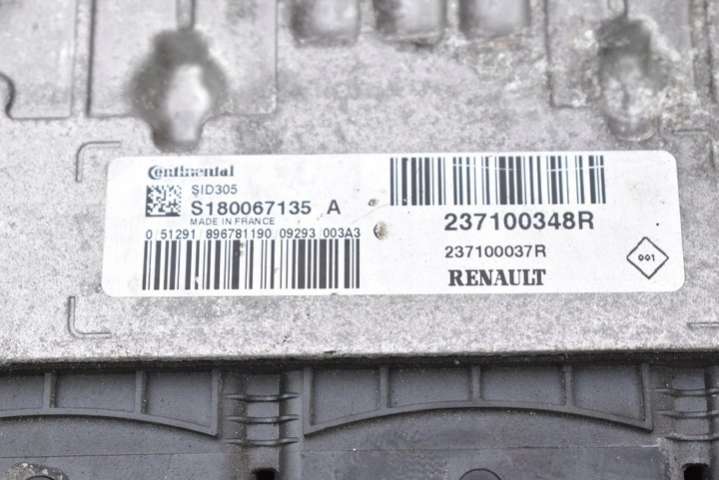 Continental
SID305
S180067135 A
MADE IN FRANCE
0 51291 896781190 09293 003A3
237100348R
237100037R
RENAULT
001